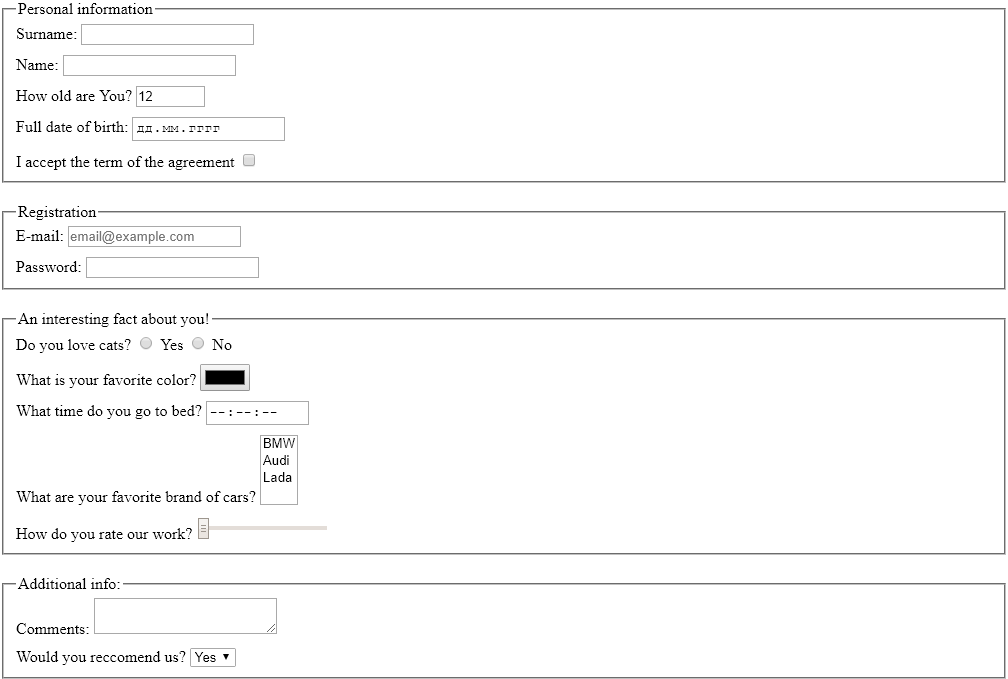 Personal information
Surname:
Name:
How old are You? 12
Full date of birth: дд.мм.гггг
I accept the term of the agreement
Registration
E-mail: email@example.com
Password:
An interesting fact about you!
Do you love cats? Yes No
What is your favorite color?
What time do you go to bed? --:--:--
BMW
Audi
Lada
What are your favorite brand of cars?
How do you rate our work?
Additional info:
Comments:
Would you reccomend us? Yes